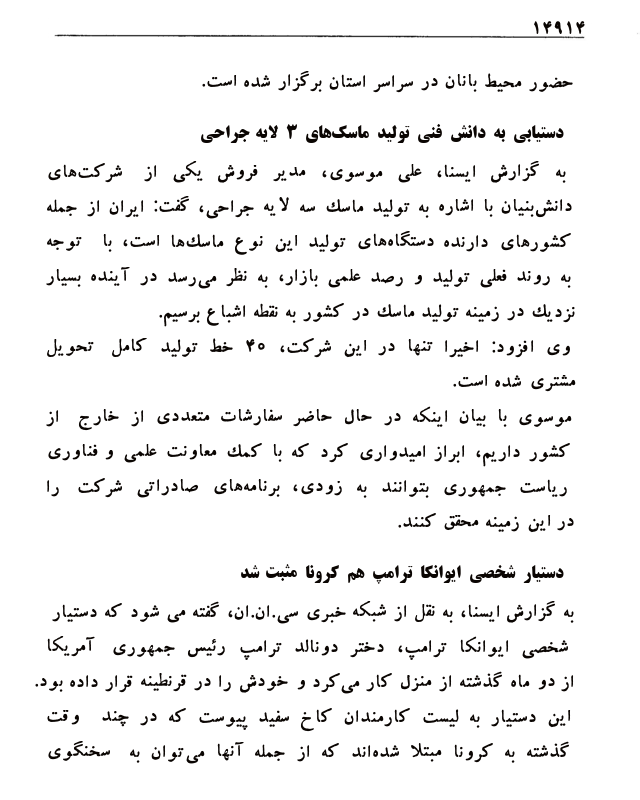 ۱۴۹۱۴
حضور محیط بانان در سراسر استان برگزار شده است.
دستیابی به دانش فنی تولید ماسك‌های ۳ لایه جراحی
به گزارش ایسنا، علی موسوی، مدیر فروش یکی از شرکت‌های
دانش‌بنیان با اشاره به تولید ماسك سه لایه جراحی، گفت: ایران از جمله
کشورهای دارنده دستگاه‌های تولید این نوع ماسك‌ها است، با توجه
به روند فعلی تولید و رصد علمی بازار، به نظر می‌رسد در آینده بسیار
نزدیك در زمینه تولید ماسك در کشور به نقطه اشباع برسیم.
وی افزود: اخیرا تنها در این شرکت، ۴۰ خط تولید کامل تحویل
مشتری شده است.
موسوی با بیان اینکه در حال حاضر سفارشات متعددی از خارج از
کشور داریم، ابراز امیدواری کرد که با کمك معاونت علمی و فناوری
ریاست جمهوری بتوانند به زودی، برنامه‌های صادراتی شرکت را
در این زمینه محقق کنند.
دستیار شخصی ایوانکا ترامپ هم کرونا مثبت شد
به گزارش ایسنا، به نقل از شبکه خبری سی.ان.ان، گفته می شود که دستیار
شخصی ایوانکا ترامپ، دختر دونالد ترامپ رئیس جمهوری آمریکا
از دو ماه گذشته از منزل کار می‌کرد و خودش را در قرنطینه قرار داده بود.
این دستیار به لیست کارمندان کاخ سفید پیوست که در چند وقت
گذشته به کرونا مبتلا شده‌اند که از جمله آنها می‌توان به سخنگوی